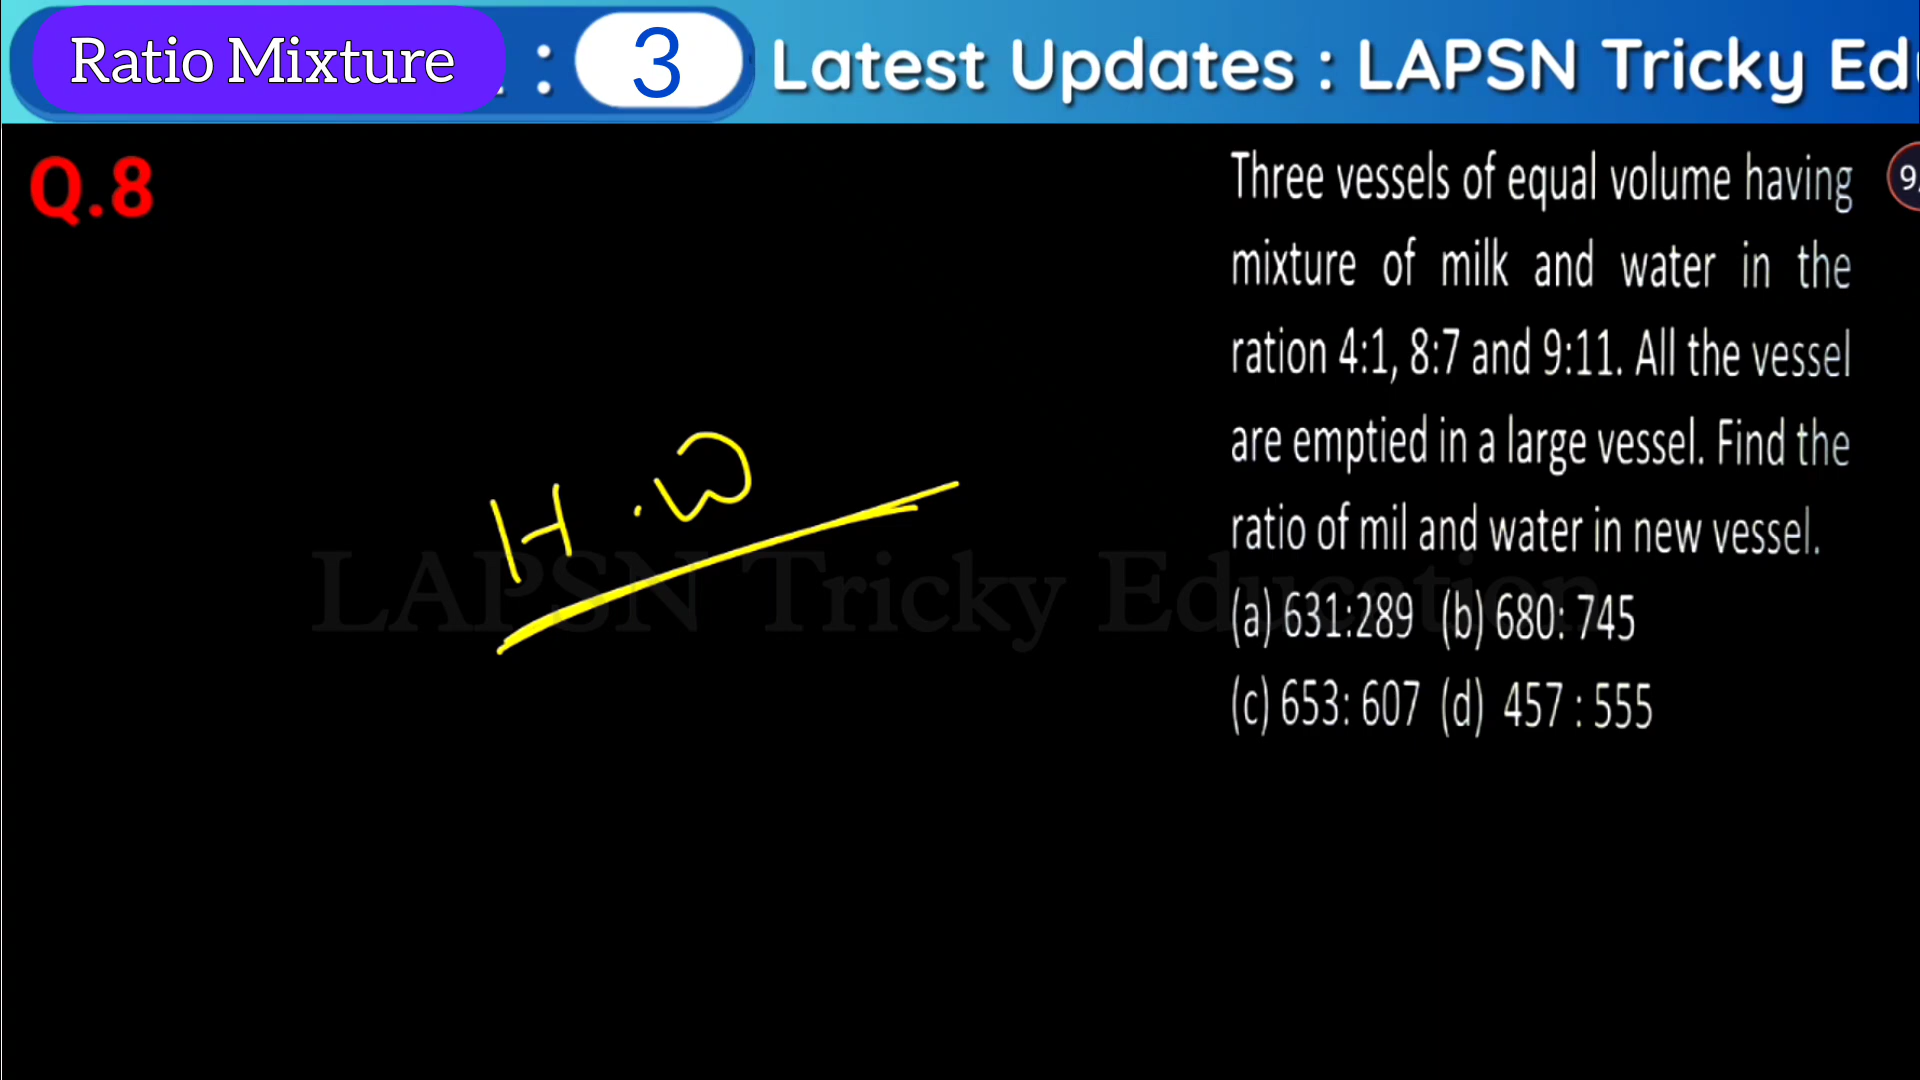 Ratio Mixture : 3 Latest Updates : LAPSN Tricky
Q.8
Three vessels of equal volume having
mixture of milk and water in the
ration 4:1, 8:7 and 9:11. All the vessel
are emptied in a large vessel. Find the
ratio of mil and water in new vessel.
(a) 631:289 (b) 680: 745
(c) 653: 607 (d) 457 : 555
H.W
LAPSN Tricky Education